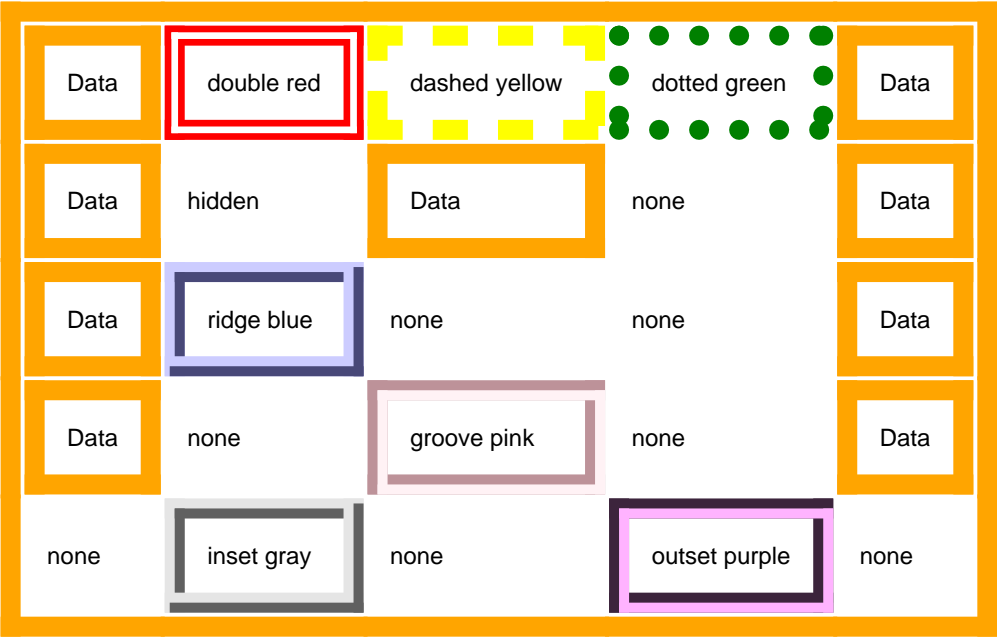 Data double red dashed yellow dotted green Data
Data hidden Data none Data
Data ridge blue none none Data
Data none groove pink none Data
none inset gray none outset purple none